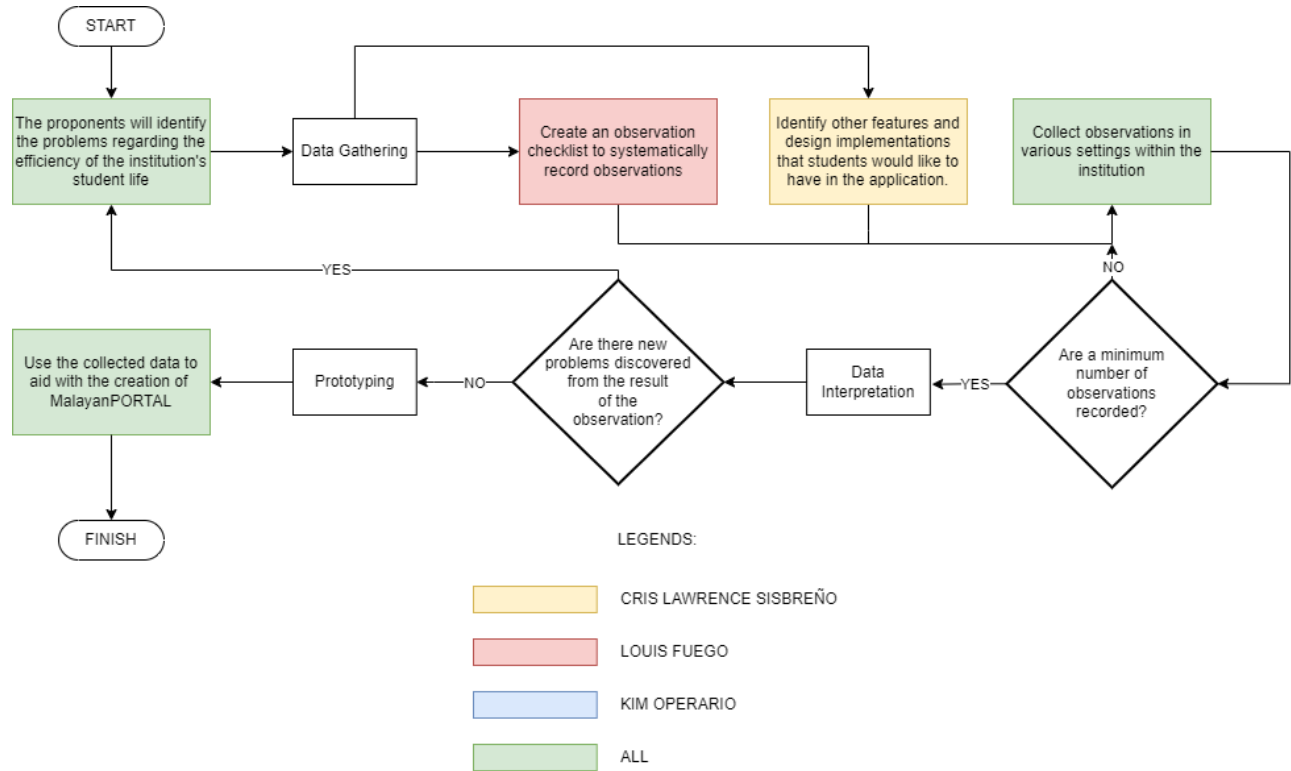 START
The proponents will identify
the problems regarding the
efficiency of the institution's
student life
Data Gathering
Create an observation
checklist to systematically
record observations
Identify other features and
design implementations
that students would like to
have in the application.
Collect observations in
various settings within the
institution
YES
NO
Use the collected data to
aid with the creation of
MalayanPORTAL
Prototyping
NO
Are there new
problems discovered
from the result
of the
observation?
Data
Interpretation
YES
Are a minimum
number of
observations
recorded?
FINISH
LEGENDS:
CRIS LAWRENCE SISBREÑO
LOUIS FUEGO
KIM OPERARIO
ALL